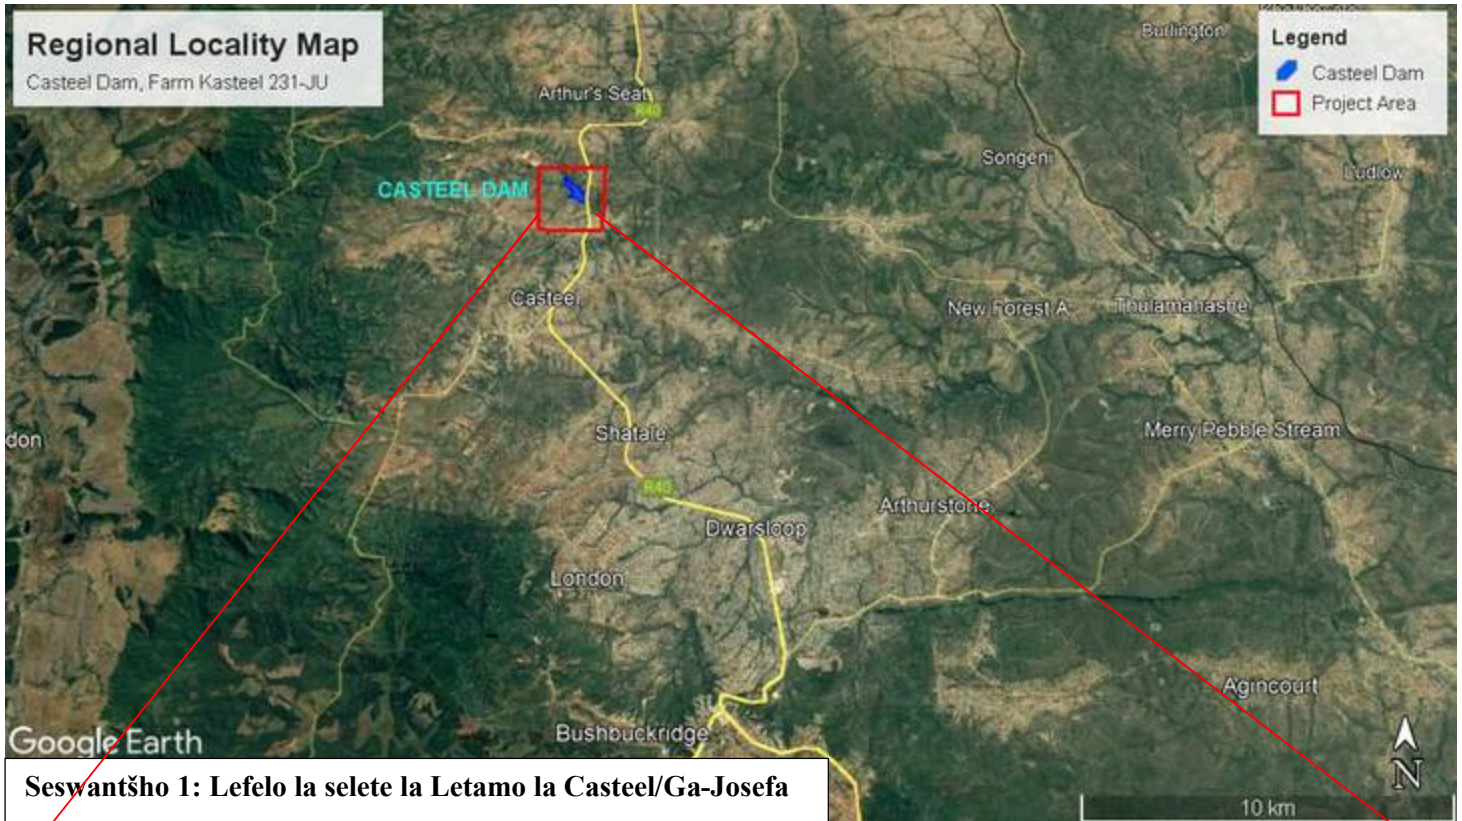 Regional Locality Map
Casteel Dam, Farm Kasteel 231-JU
Legend
Casteel Dam
Project Area
Burlington
Arthur's Seat
R40
Songeni
Ludlow
CASTEEL DAM
Casteel
New Forest A
Thulamahashe
don
Shatale
Merry Pebble Stream
R40
Arthurstone
Dwarsloop
London
Agincourt
Bushbuckridge
Google Earth
N
10 km
Seswantšho 1: Lefelo la selete la Letamo la Casteel/Ga-Josefa